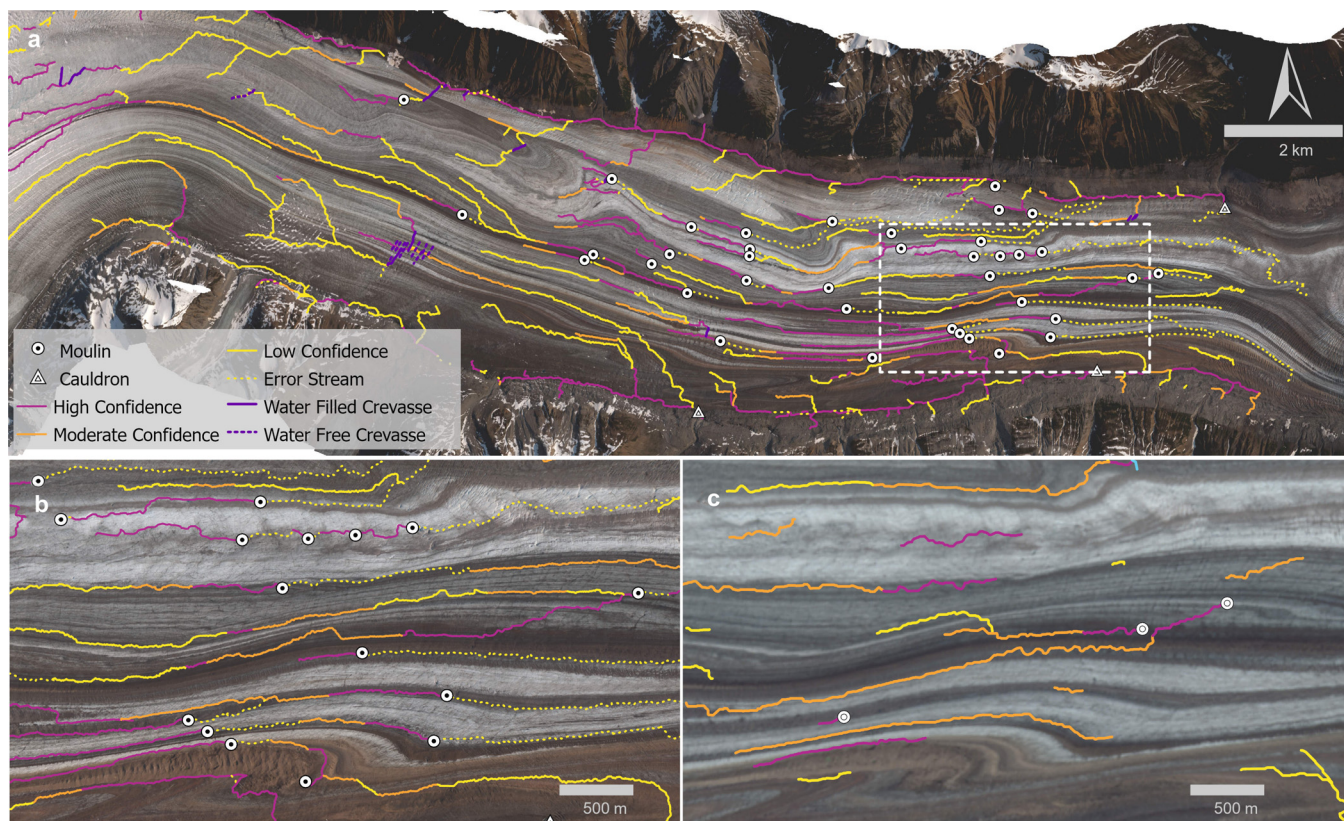 a
2 km
Moulin
Cauldron
High Confidence
Moderate Confidence
Low Confidence
Error Stream
Water Filled Crevasse
Water Free Crevasse
b
500 m
c
500 m